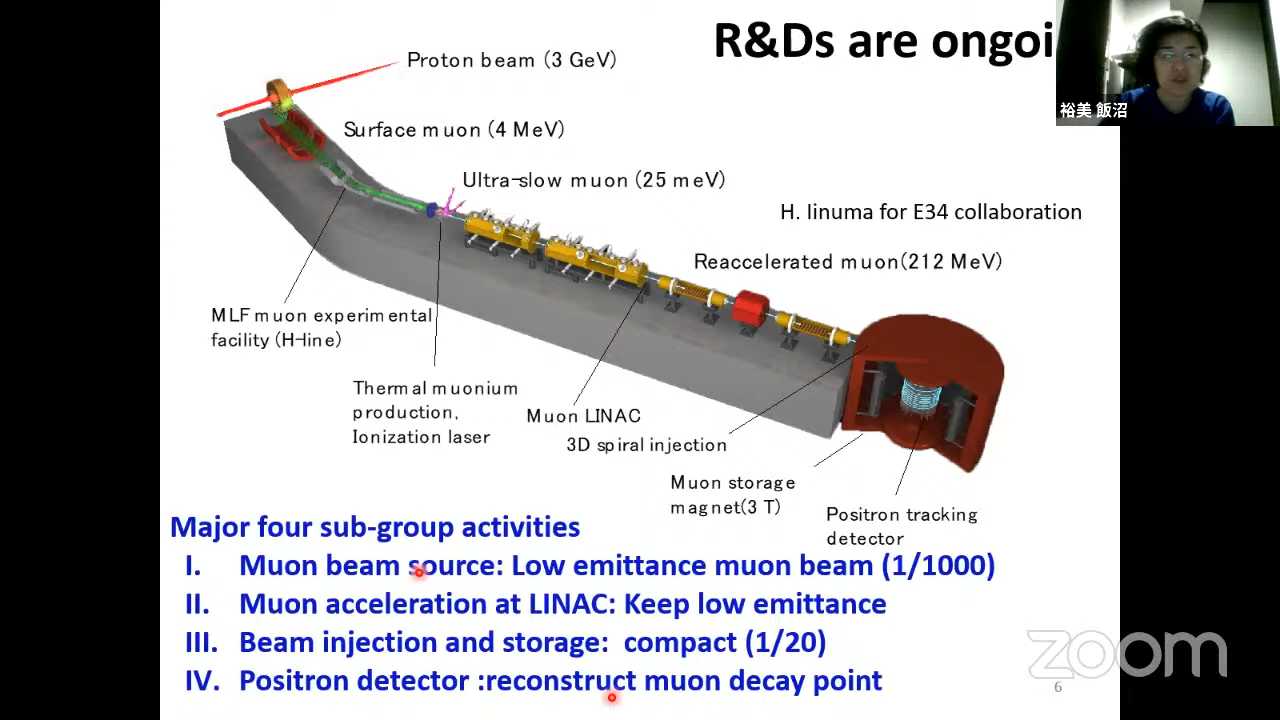 R&Ds are ongoi
裕美 飯沼
Proton beam (3 GeV)
Surface muon (4 MeV)
Ultra-slow muon (25 meV)
H. Iinuma for E34 collaboration
Reaccelerated muon(212 MeV)
MLF muon experimental
facility (H-line)
Thermal muonium
production,
Ionization laser
Muon LINAC
3D spiral injection
Muon storage
magnet(3 T)
Positron tracking
detector
Major four sub-group activities
I. Muon beam source: Low emittance muon beam (1/1000)
II. Muon acceleration at LINAC: Keep low emittance
III. Beam injection and storage: compact (1/20)
IV. Positron detector :reconstruct muon decay point
zoom
6